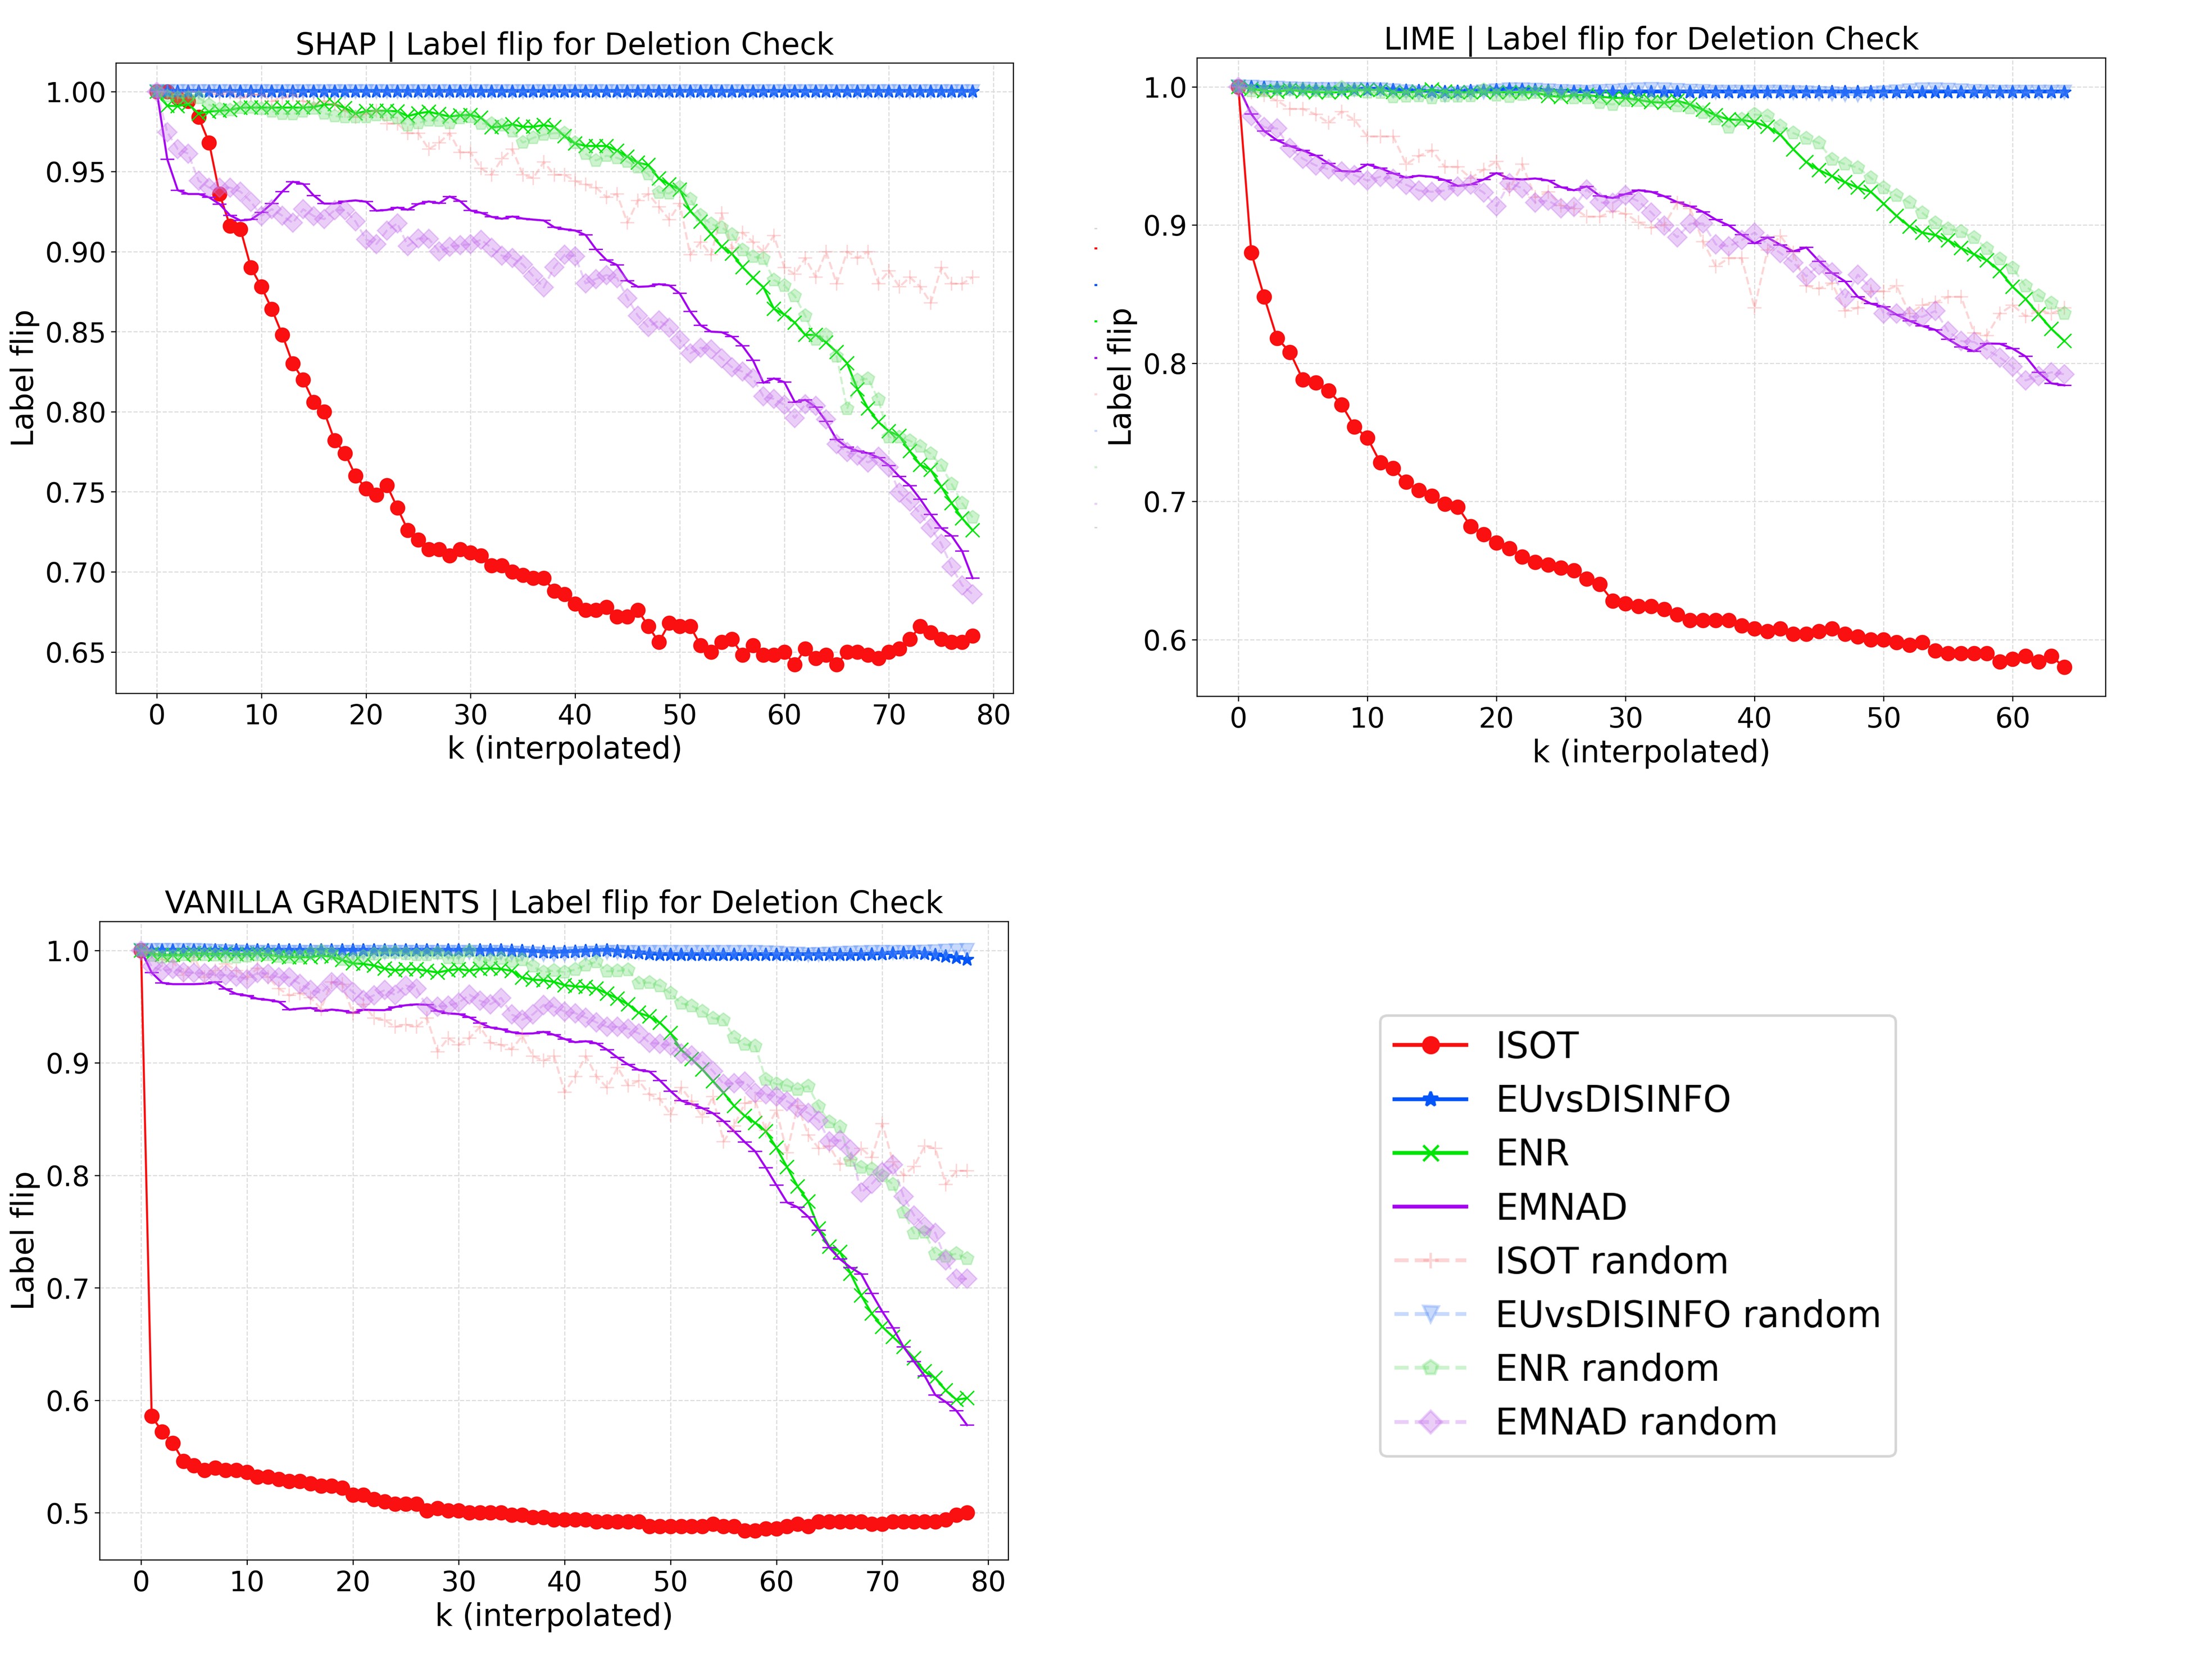 SHAP | Label flip for Deletion Check
1.00
0.95
0.90
0.85
0.80
0.75
0.70
0.65
Label flip
0 10 20 30 40 50 60 70 80
k (interpolated)
LIME | Label flip for Deletion Check
1.0
0.9
0.8
0.7
0.6
Label flip
0 10 20 30 40 50 60
k (interpolated)
VANILLA GRADIENTS | Label flip for Deletion Check
1.0
0.9
0.8
0.7
0.6
0.5
Label flip
0 10 20 30 40 50 60 70 80
k (interpolated)
ISOT
EUvsDISINFO
ENR
EMNAD
ISOT random
EUvsDISINFO random
ENR random
EMNAD random